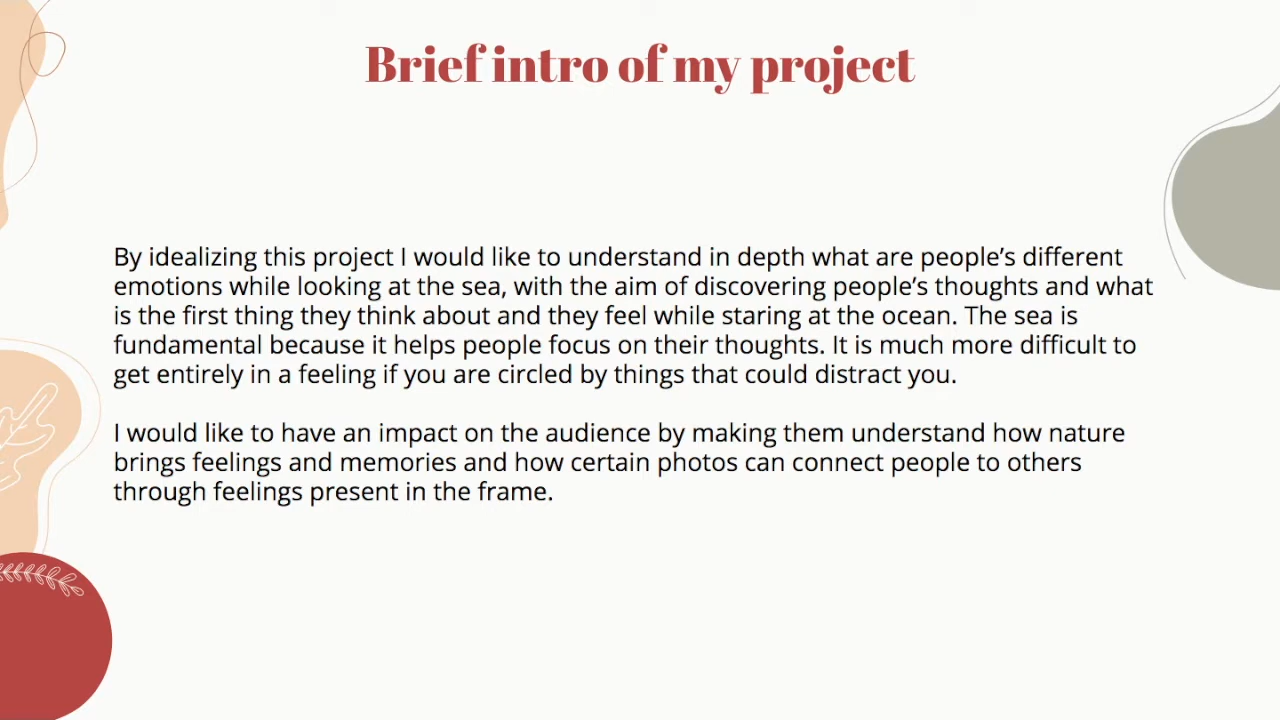 Brief intro of my project
By idealizing this project I would like to understand in depth what are people’s different
emotions while looking at the sea, with the aim of discovering people’s thoughts and what
is the first thing they think about and they feel while staring at the ocean. The sea is
fundamental because it helps people focus on their thoughts. It is much more difficult to
get entirely in a feeling if you are circled by things that could distract you.
I would like to have an impact on the audience by making them understand how nature
brings feelings and memories and how certain photos can connect people to others
through feelings present in the frame.